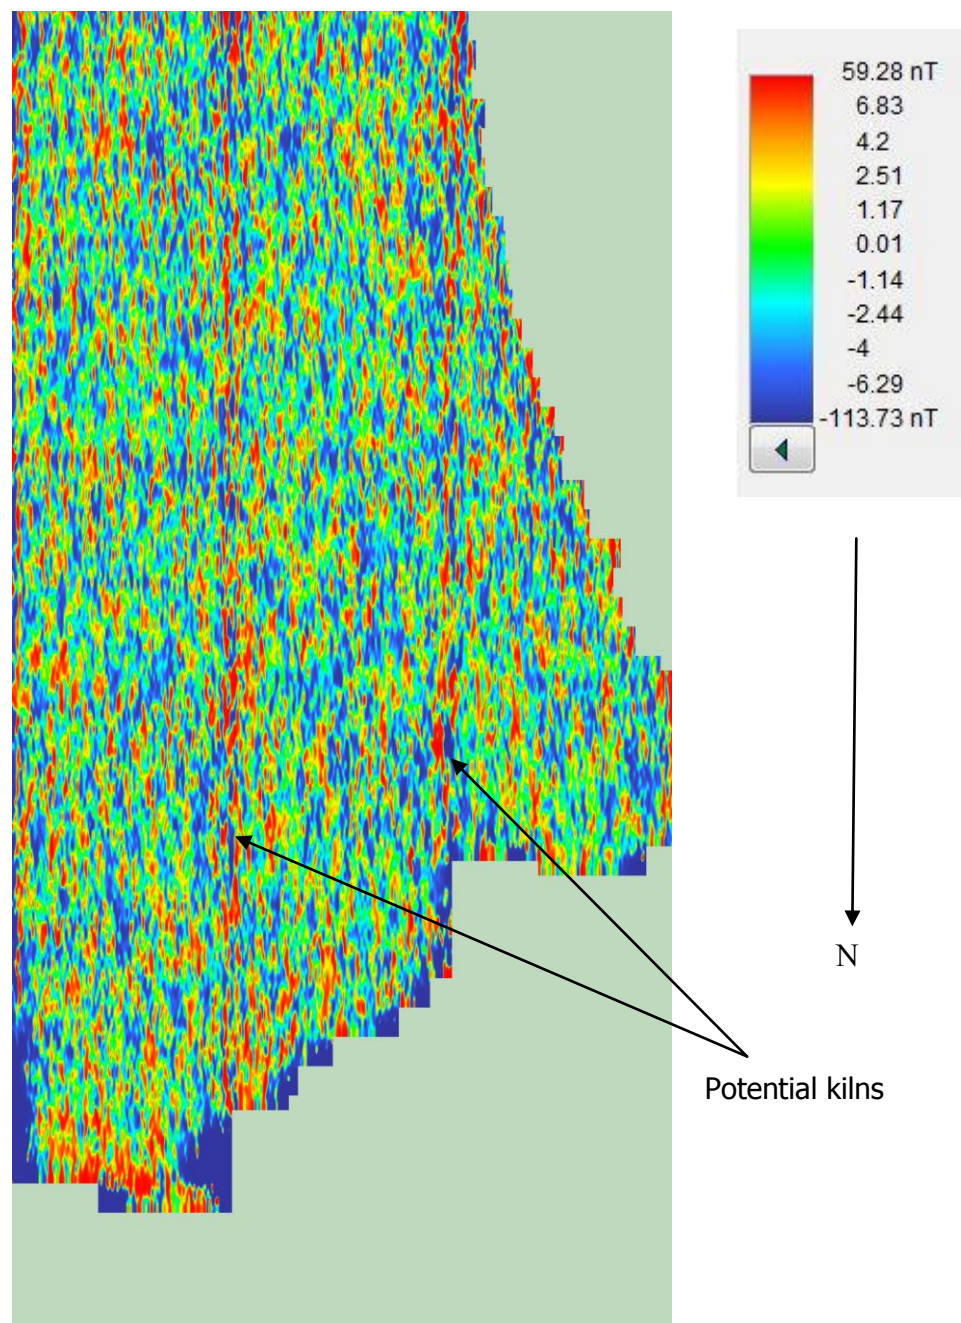 59.28 nT
6.83
4.2
2.51
1.17
0.01
-1.14
-2.44
-4
-6.29
-113.73 nT
N
Potential kilns